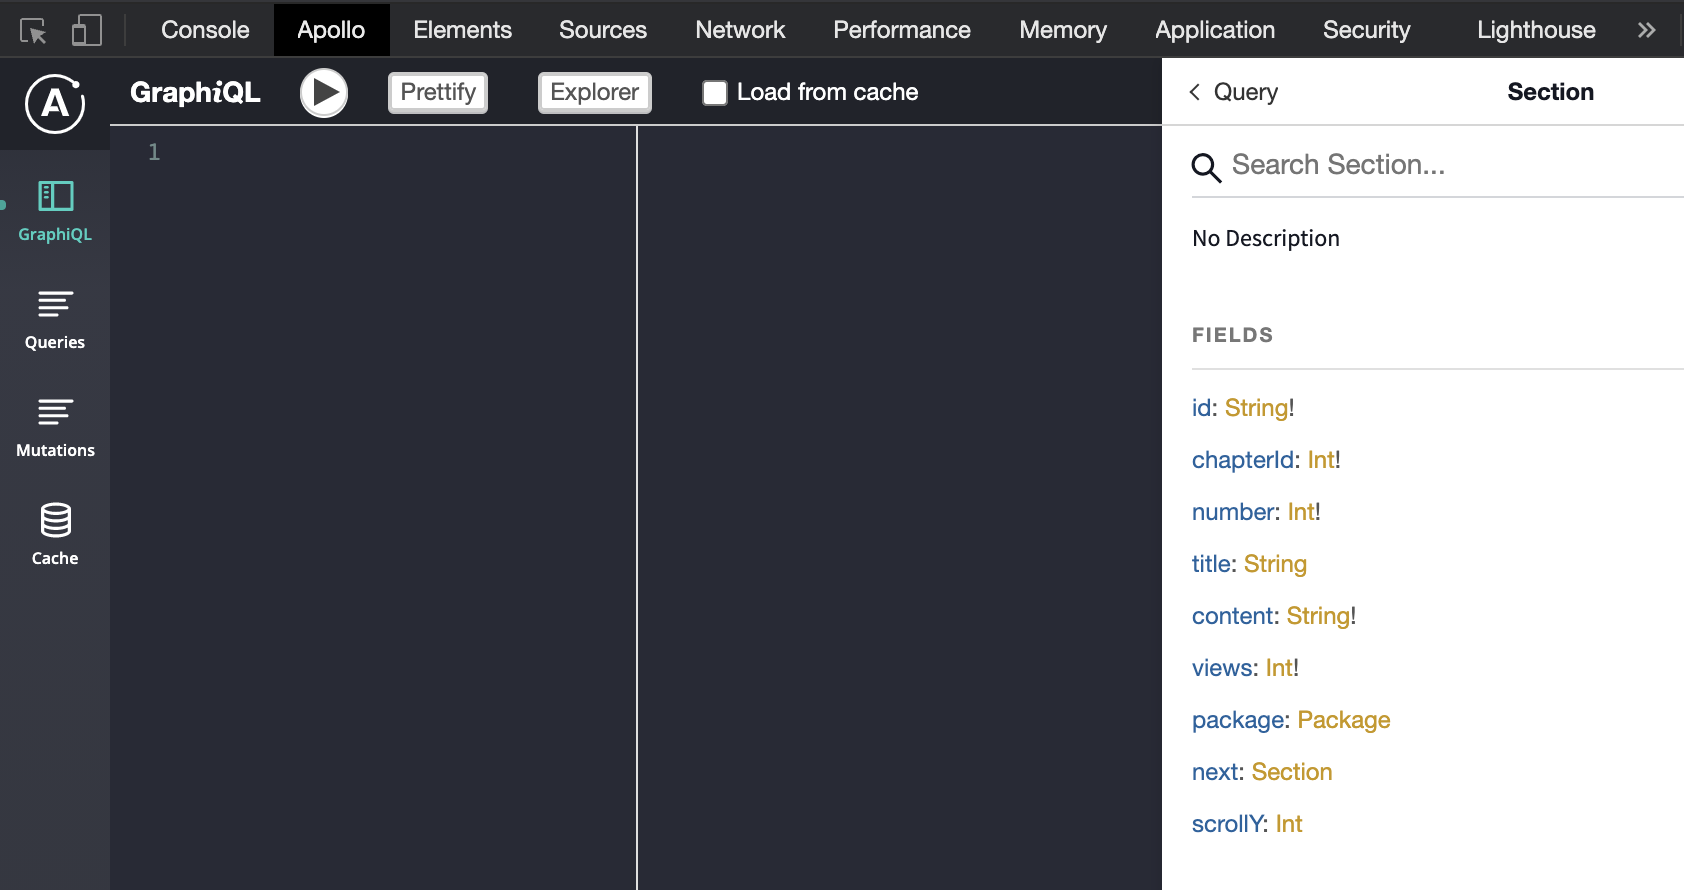 Console Apollo Elements Sources Network Performance Memory Application Security Lighthouse »
A GraphiQL Prettify Explorer Load from cache < Query Section
1
Search Section...
GraphiQL
No Description
Queries
FIELDS
id: String!
Mutations
chapterId: Int!
number: Int!
Cache
title: String
content: String!
views: Int!
package: Package
next: Section
scrollY: Int